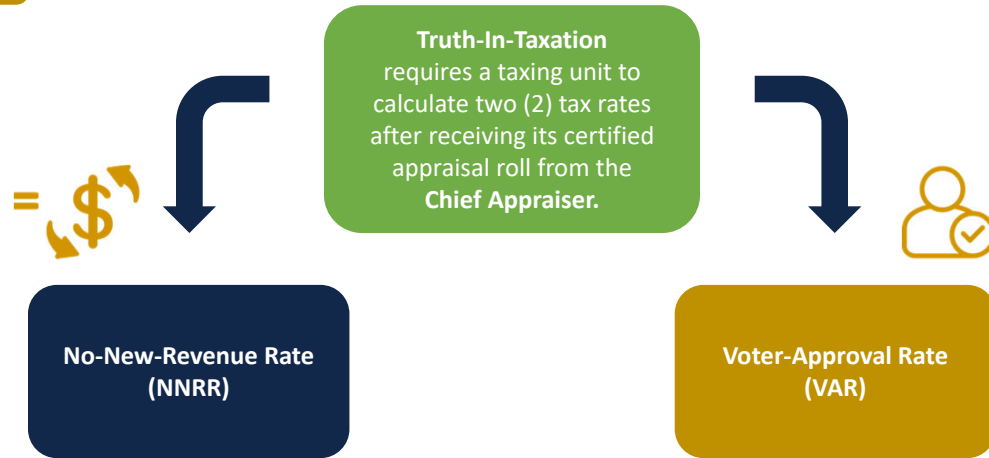 Truth-In-Taxation
requires a taxing unit to
calculate two (2) tax rates
after receiving its certified
appraisal roll from the
Chief Appraiser.
= $
No-New-Revenue Rate
(NNRR)
Voter-Approval Rate
(VAR)